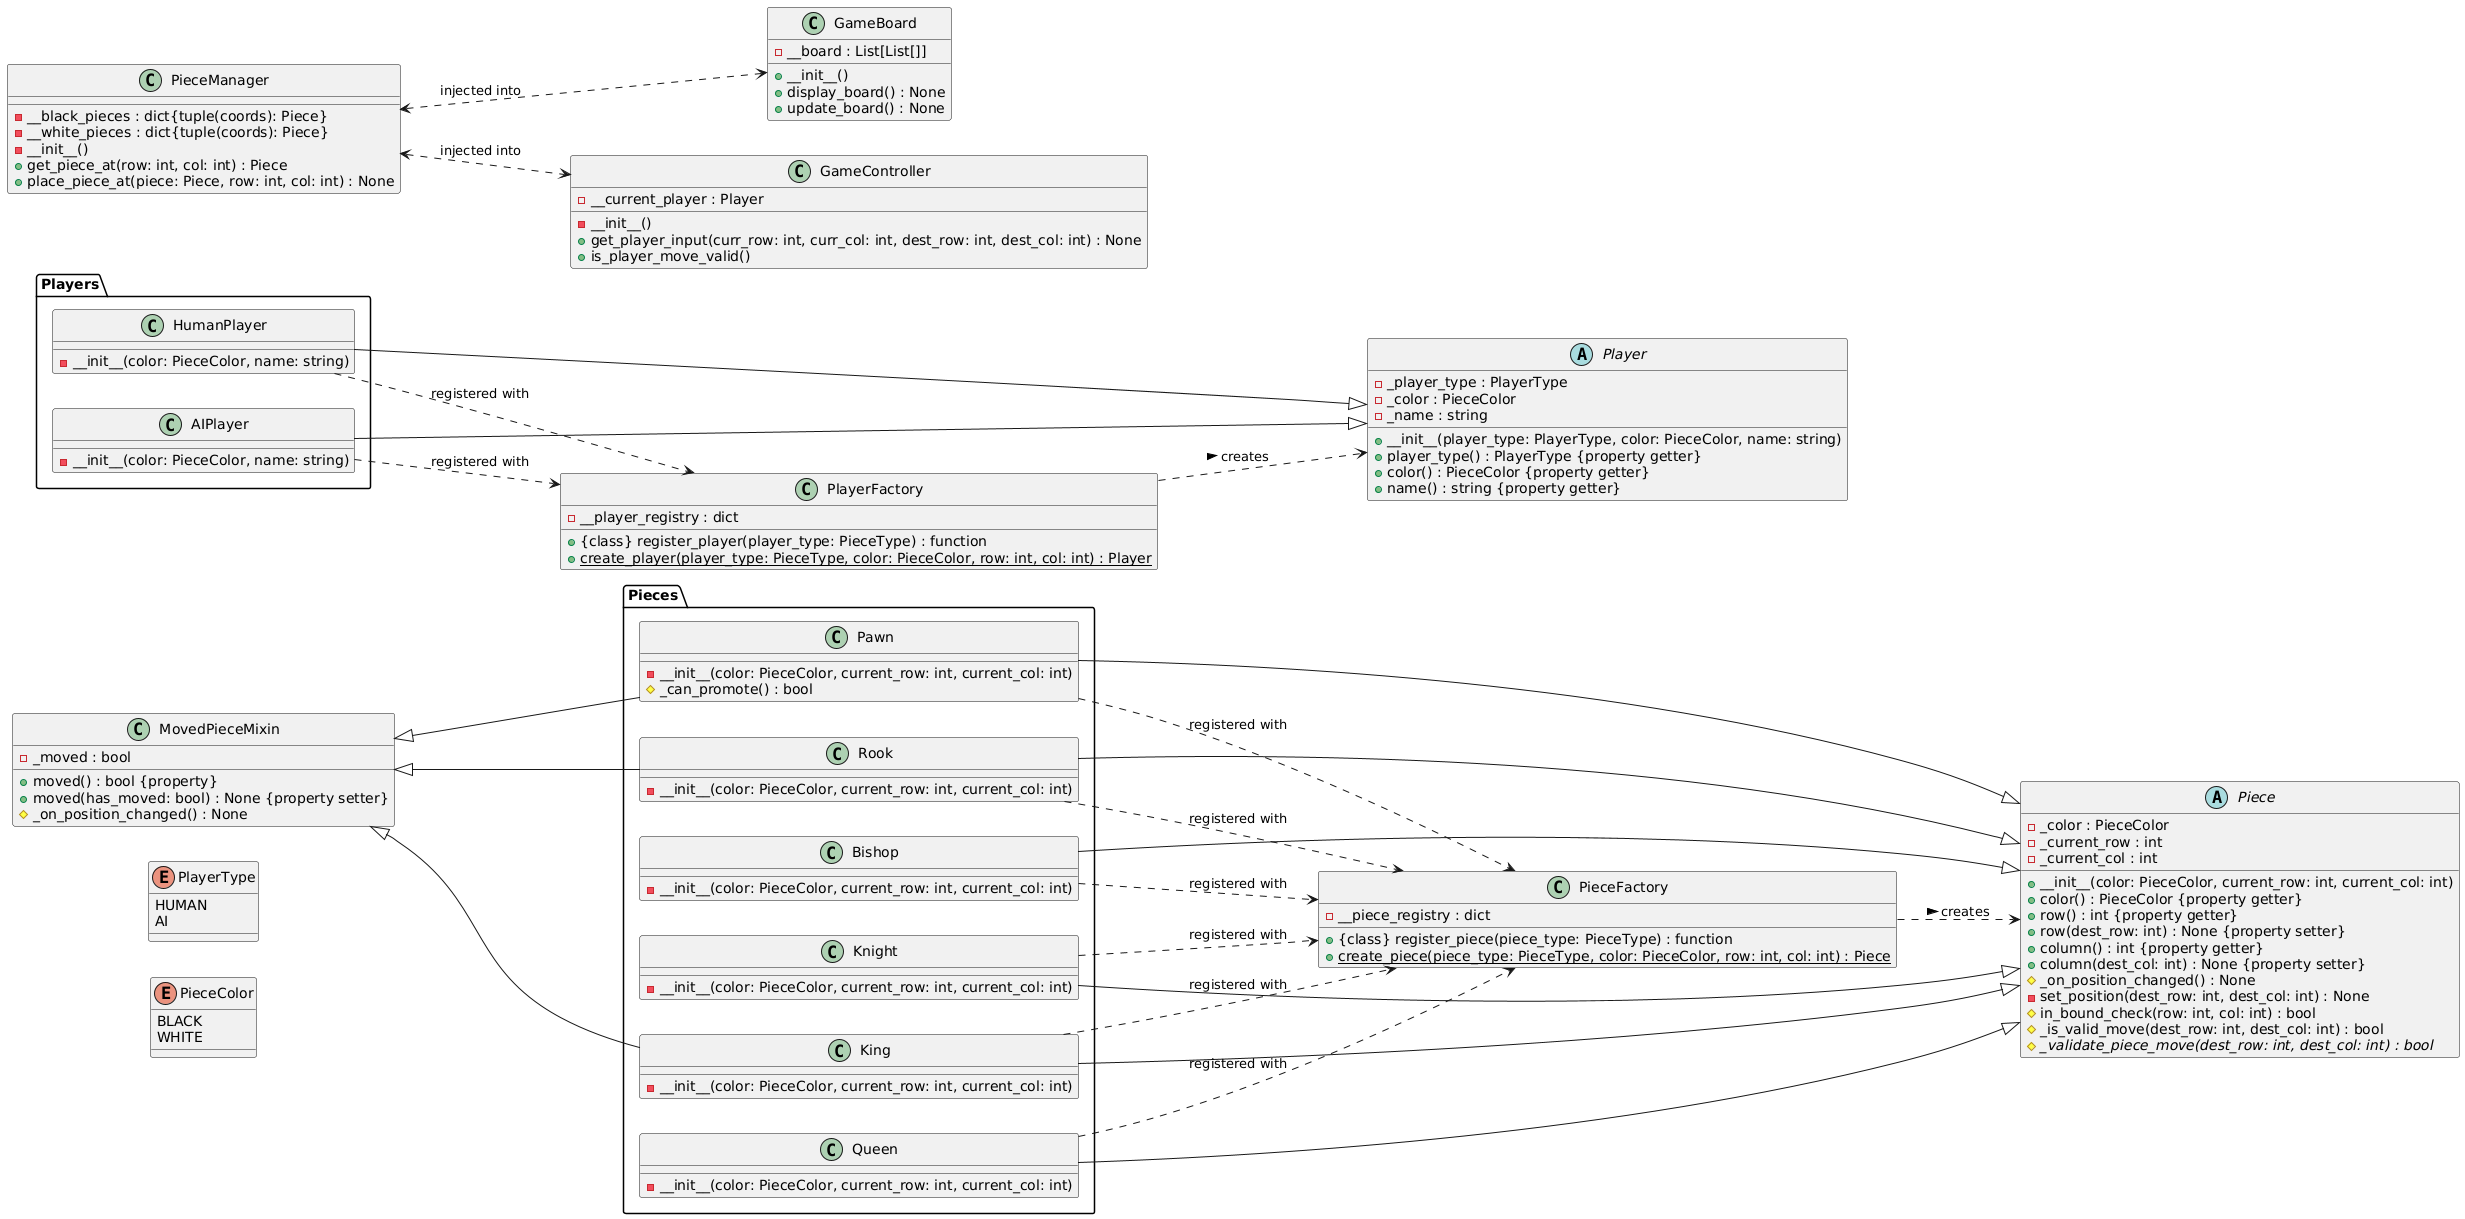 GameBoard
__board : List[List[]]
__init__()
display_board() : None
update_board() : None
PieceManager
__black_pieces : dict{tuple(coords): Piece}
__white_pieces : dict{tuple(coords): Piece}
__init__()
get_piece_at(row: int, col: int) : Piece
place_piece_at(piece: Piece, row: int, col: int) : None
injected into
injected into
GameController
__current_player : Player
__init__()
get_player_input(curr_row: int, curr_col: int, dest_row: int, dest_col: int) : None
is_player_move_valid()
Players
HumanPlayer
__init__(color: PieceColor, name: string)
AIPlayer
__init__(color: PieceColor, name: string)
registered with
registered with
Player
_player_type : PlayerType
_color : PieceColor
_name : string
__init__(player_type: PlayerType, color: PieceColor, name: string)
player_type() : PlayerType {property getter}
color() : PieceColor {property getter}
name() : string {property getter}
creates
PlayerFactory
__player_registry : dict
{class} register_player(player_type: PieceType) : function
create_player(player_type: PieceType, color: PieceColor, row: int, col: int) : Player
Pieces
Pawn
__init__(color: PieceColor, current_row: int, current_col: int)
_can_promote() : bool
Rook
__init__(color: PieceColor, current_row: int, current_col: int)
Bishop
__init__(color: PieceColor, current_row: int, current_col: int)
Knight
__init__(color: PieceColor, current_row: int, current_col: int)
King
__init__(color: PieceColor, current_row: int, current_col: int)
Queen
__init__(color: PieceColor, current_row: int, current_col: int)
MovedPieceMixin
_moved : bool
moved() : bool {property}
moved(has_moved: bool) : None {property setter}
_on_position_changed() : None
PlayerType
HUMAN
AI
PieceColor
BLACK
WHITE
registered with
registered with
registered with
registered with
registered with
registered with
PieceFactory
__piece_registry : dict
{class} register_piece(piece_type: PieceType) : function
create_piece(piece_type: PieceType, color: PieceColor, row: int, col: int) : Piece
creates
Piece
_color : PieceColor
_current_row : int
_current_col : int
__init__(color: PieceColor, current_row: int, current_col: int)
color() : PieceColor {property getter}
row() : int {property getter}
row(dest_row: int) : None {property setter}
column() : int {property getter}
column(dest_col: int) : None {property setter}
_on_position_changed() : None
set_position(dest_row: int, dest_col: int) : None
in_bound_check(row: int, col: int) : bool
_is_valid_move(dest_row: int, dest_col: int) : bool
_validate_piece_move(dest_row: int, dest_col: int) : bool